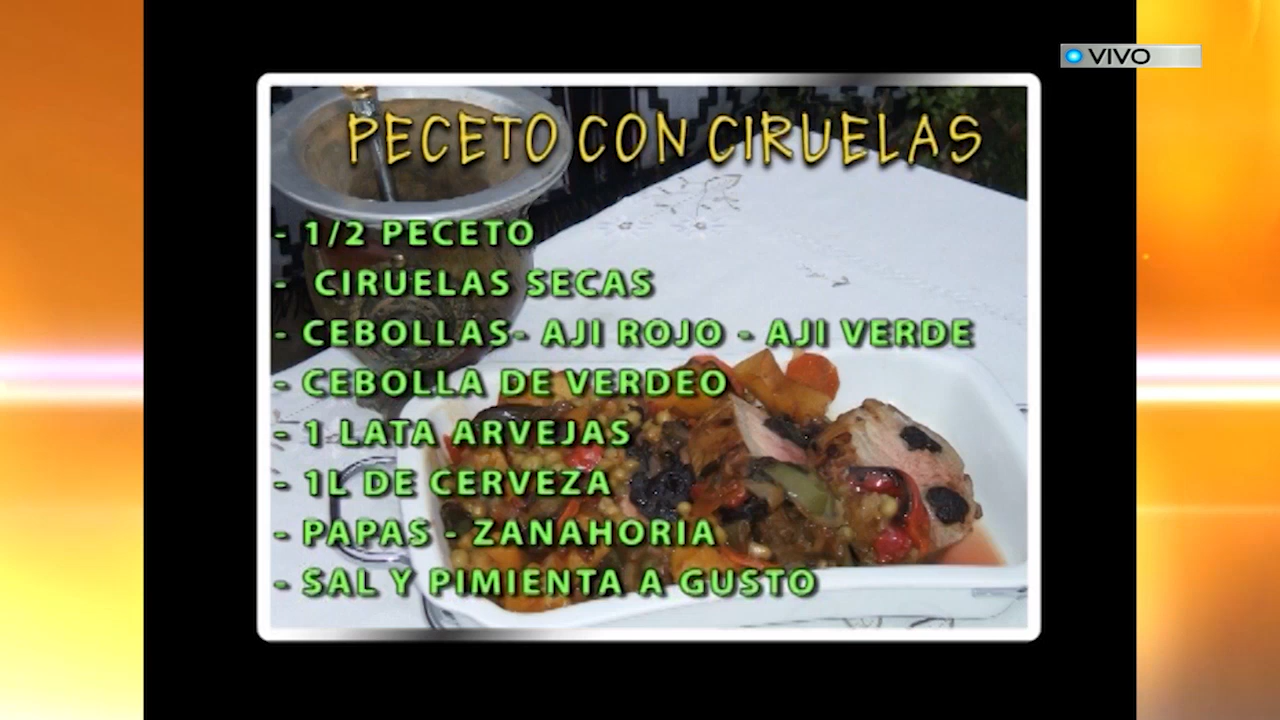 VIVO
PECETO CON CIRUELAS
- 1/2 PECETO
- CIRUELAS SECAS
- CEBOLLAS- AJI ROJO - AJI VERDE
- CEBOLLA DE VERDEO
- 1 LATA ARVEJAS
- 1L DE CERVEZA
- PAPAS - ZANAHORIA
- SAL Y PIMIENTA A GUSTO